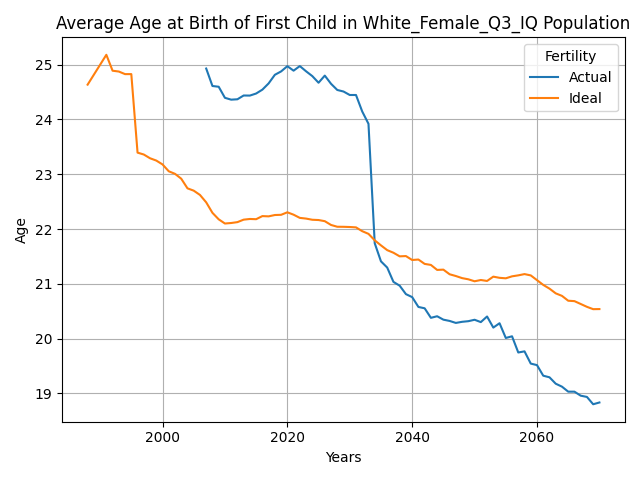 Average Age at Birth of First Child in White_Female_Q3_IQ Population
Fertility
Actual
Ideal
25
24
23
22
21
20
19
Age
2000
2020
2040
2060
Years